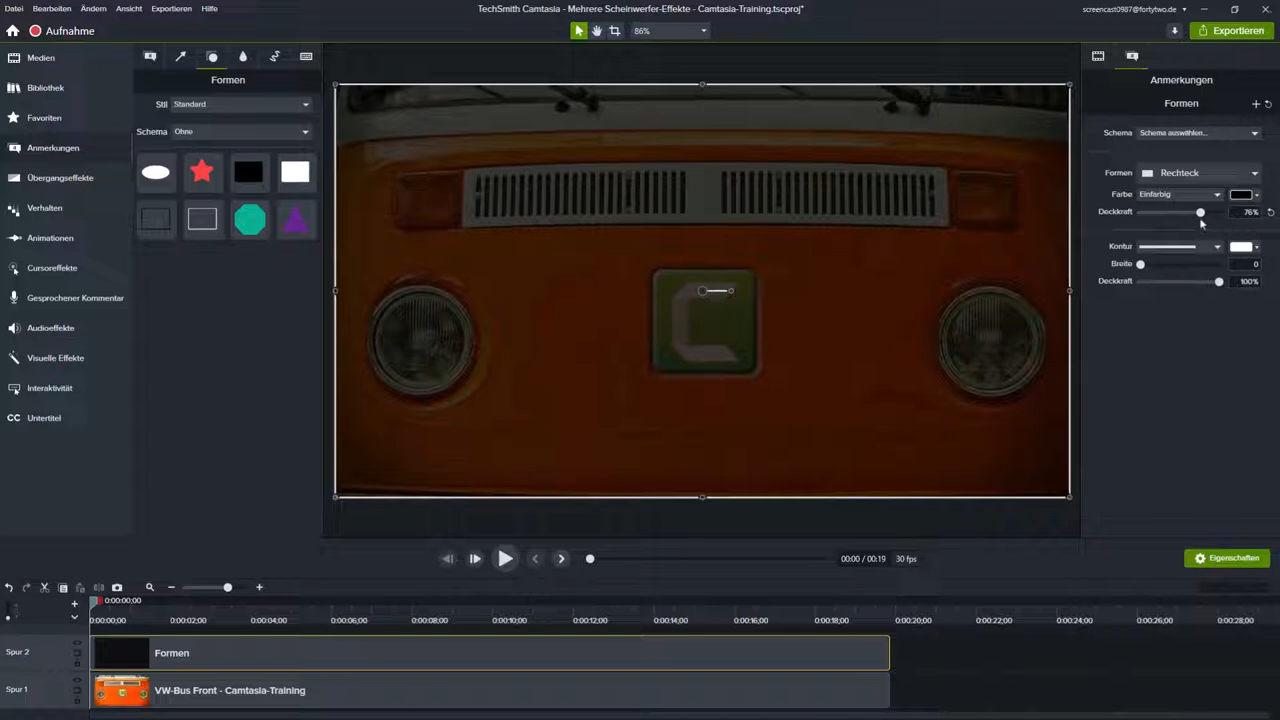 Datei Bearbeiten Ändern Ansicht Exportieren Hilfe
TechSmith Camtasia - Mehrere Scheinwerfer-Effekte - Camtasia-Training.tscproj*
screencast0987@fortytwo.de
Aufnahme
86%
Exportieren
Medien
Bibliothek
Favoriten
Anmerkungen
Übergangseffekte
Verhalten
Animationen
Cursoreffekte
Gesprochener Kommentar
Audioeffekte
Visuelle Effekte
Interaktivität
CC Untertitel
Formen
Stil Standard
Schema Ohne
Anmerkungen
Formen
Schema Schema auswählen...
Formen Rechteck
Farbe Einfarbig
Deckkraft 76%
Kontur
Breite 0
Deckkraft 100%
00:00 / 00:19 30 fps
Eigenschaften
0:00:00;00
0:00:00;00 0:00:02;00 0:00:04;00 0:00:06;00 0:00:08;00 0:00:10;00 0:00:12;00 0:00:14;00 0:00:16;00 0:00:18;00 0:00:20;00 0:00:22;00 0:00:24;00 0:00:26;00 0:00:28;00
Spur 2 Formen
Spur 1 VW-Bus Front - Camtasia-Training